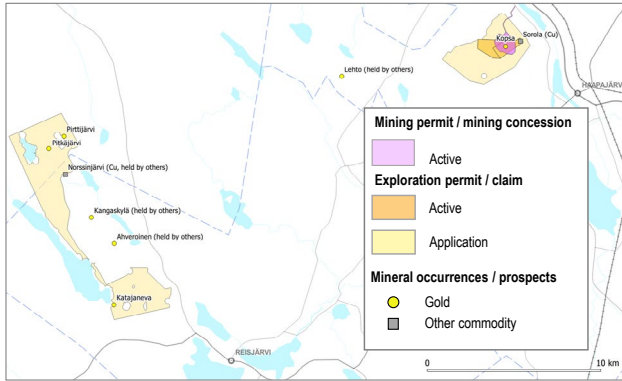 Kopsa
Sorola (Cu)
Lehto (held by others)
HAAPAJÄRVI
Pirttijärvi
Pitkäjärvi
Norssinjärvi (Cu, held by others)
Kangaskylä (held by others)
Ahveroinen (held by others)
Katajaneva
REISJÄRVI
Mining permit / mining concession
Active
Exploration permit / claim
Active
Application
Mineral occurrences / prospects
Gold
Other commodity
0 10 km